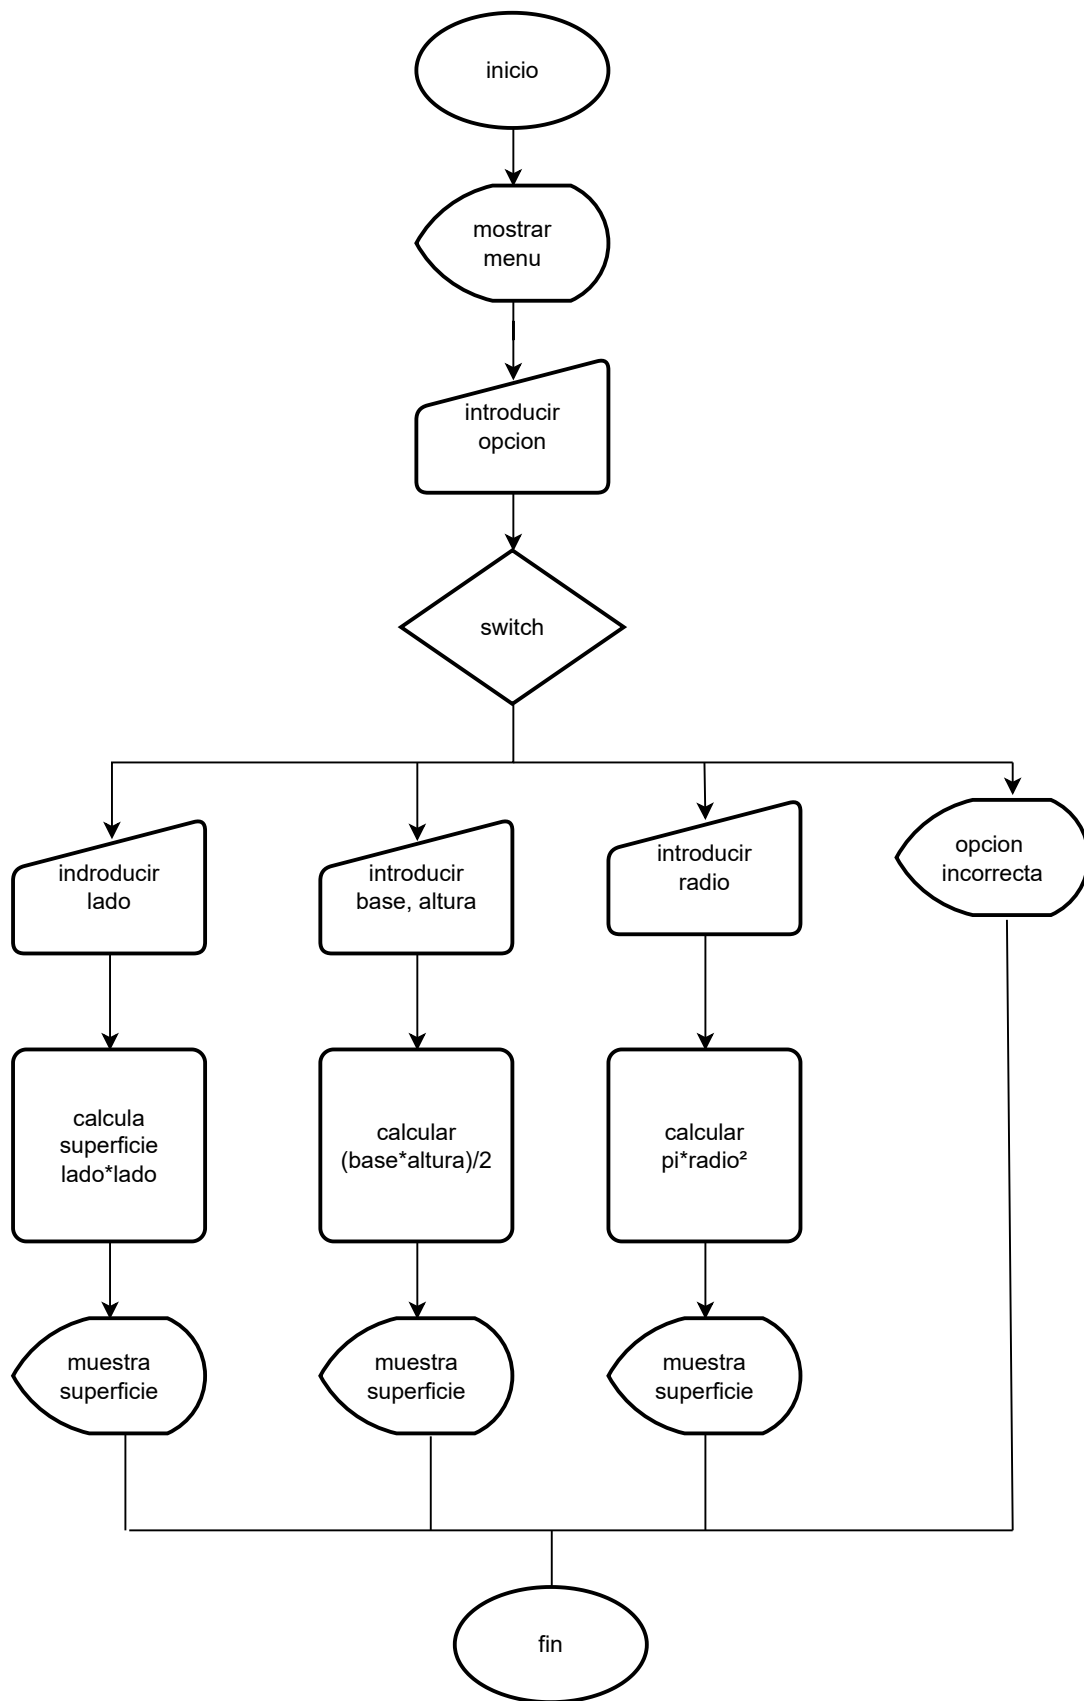 inicio
mostrar
menu
introducir
opcion
switch
indroducir
lado
introducir
base, altura
introducir
radio
opcion
incorrecta
calcula
superficie
lado*lado
calcular
(base*altura)/2
calcular
pi*radio²
muestra
superficie
muestra
superficie
muestra
superficie
fin